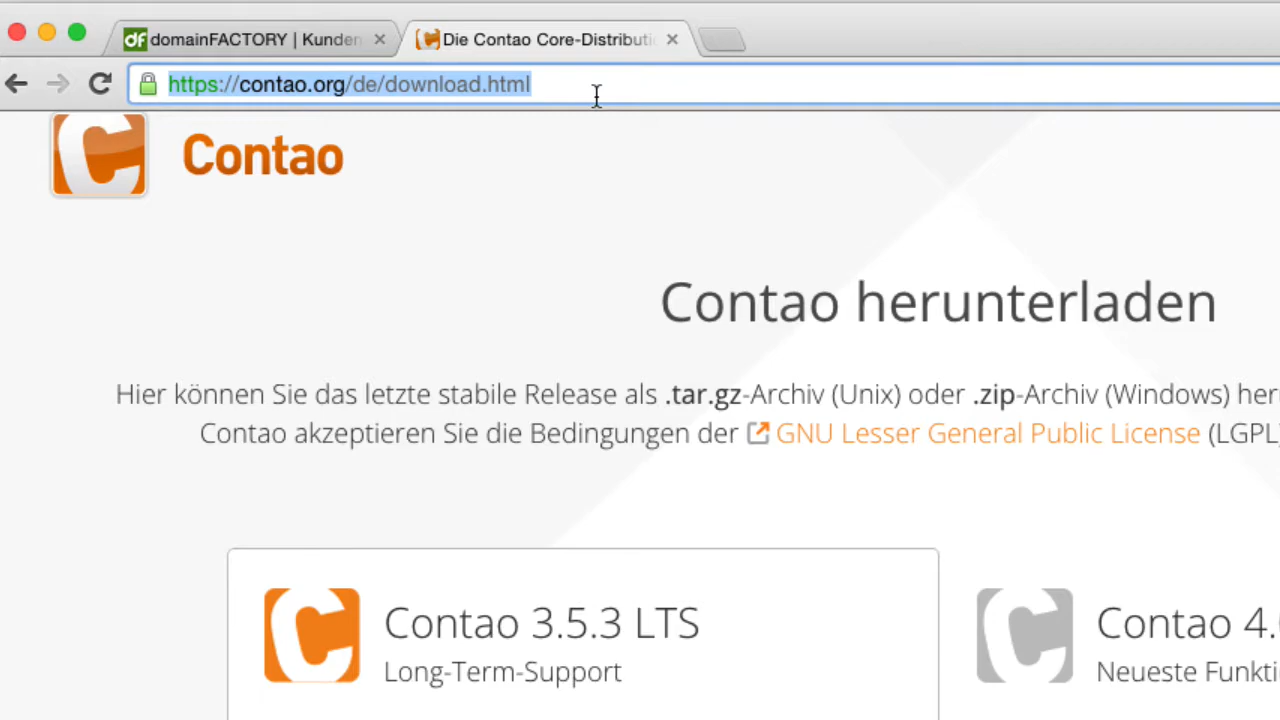 domainFACTORY | Kunden
Die Contao Core-Distributi
https://contao.org/de/download.html
Contao
Contao herunterladen
Hier können Sie das letzte stabile Release als .tar.gz-Archiv (Unix) oder .zip-Archiv (Windows) her
Contao akzeptieren Sie die Bedingungen der GNU Lesser General Public License (LGPL
Contao 3.5.3 LTS
Long-Term-Support
Contao 4.
Neueste Funkti